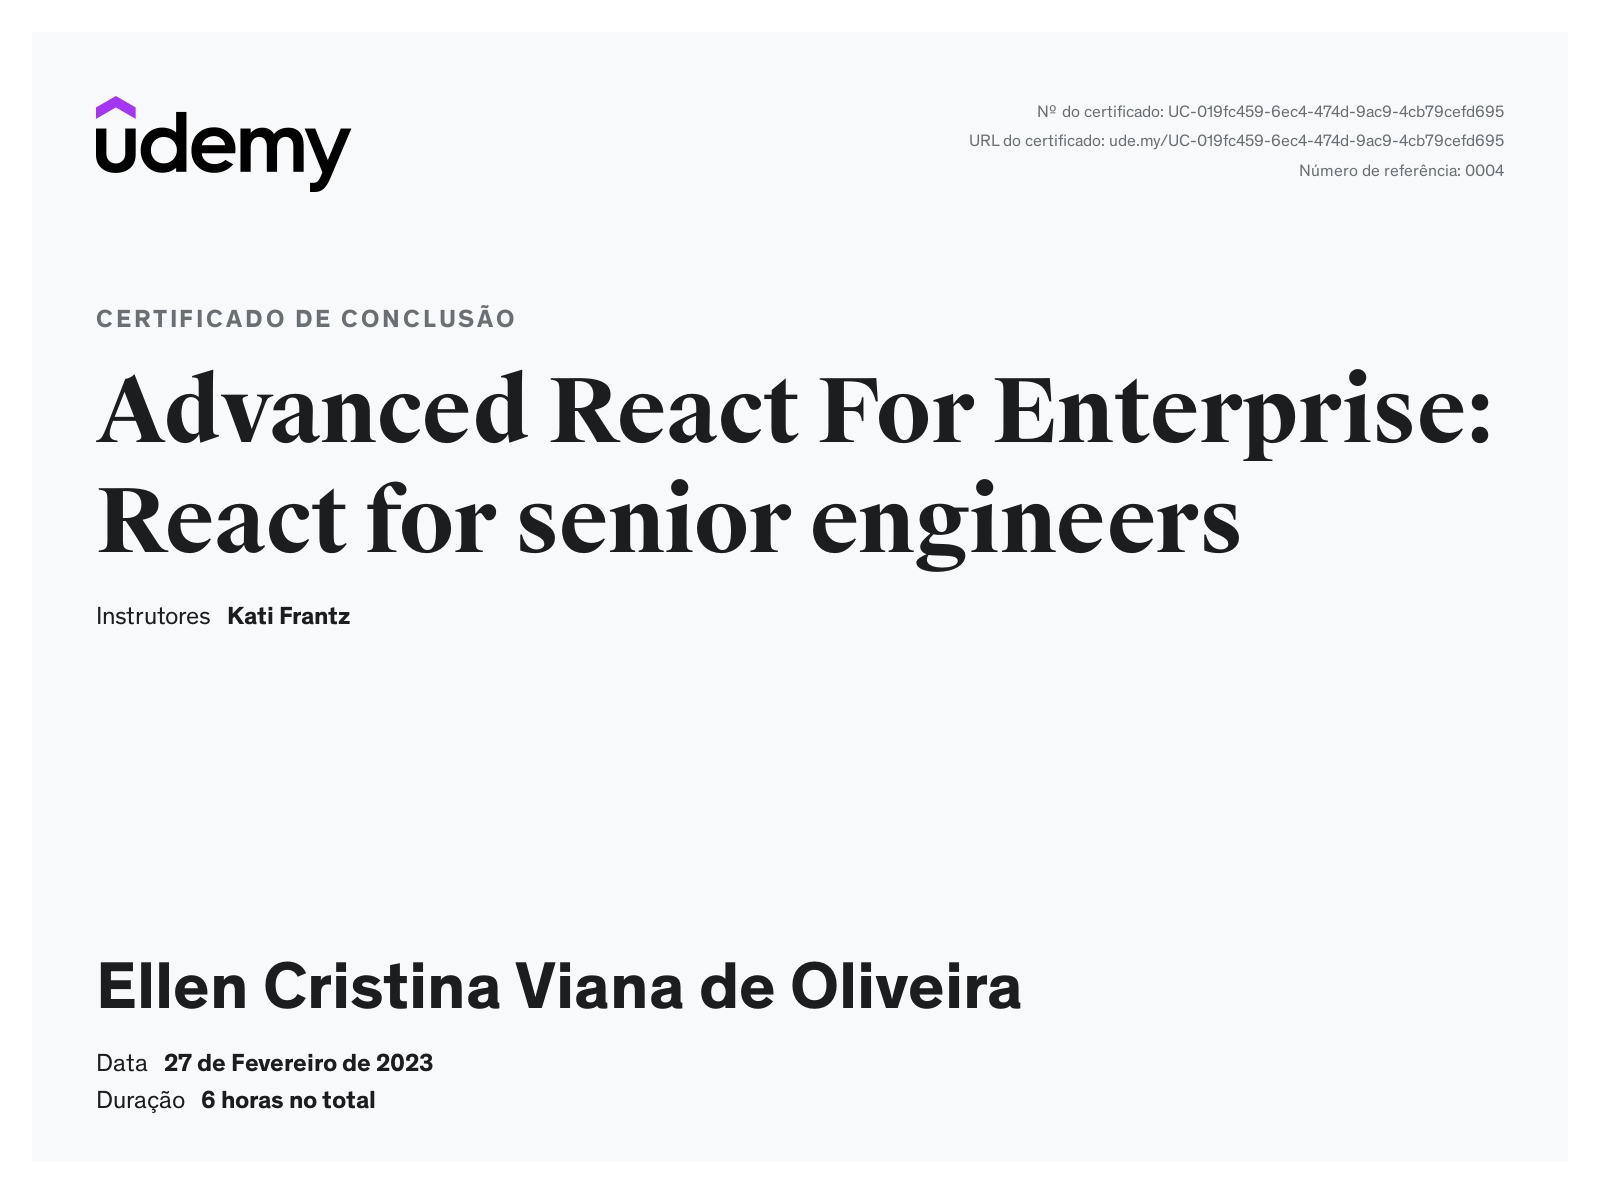 udemy
Nº do certificado: UC-019fc459-6ec4-474d-9ac9-4cb79cefd695
URL do certificado: ude.my/UC-019fc459-6ec4-474d-9ac9-4cb79cefd695
Número de referência: 0004
CERTIFICADO DE CONCLUSÃO
Advanced React For Enterprise:
React for senior engineers
Instrutores Kati Frantz
Ellen Cristina Viana de Oliveira
Data 27 de Fevereiro de 2023
Duração 6 horas no total